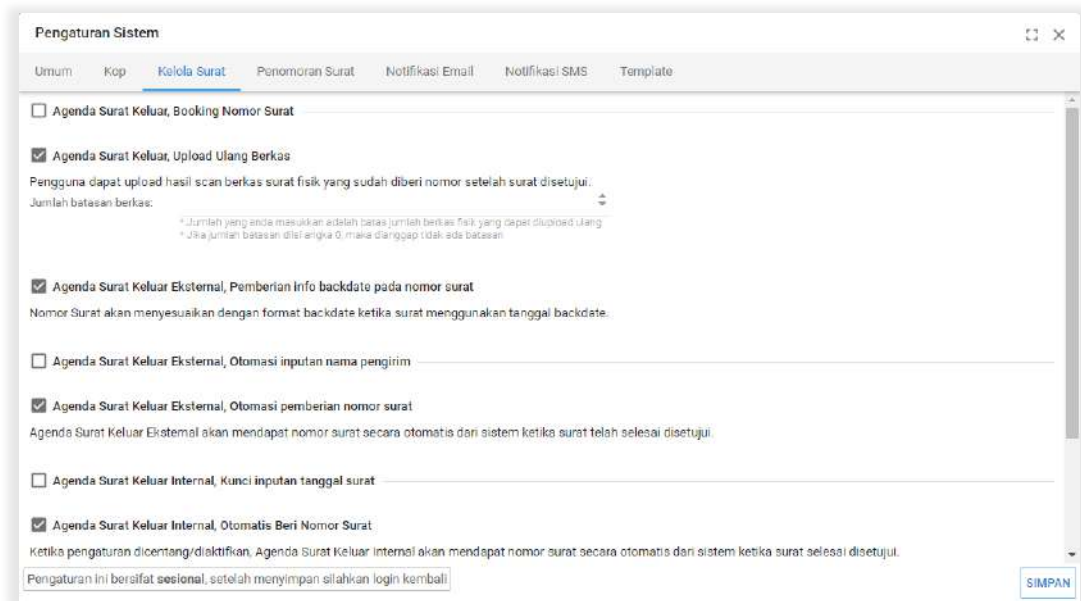 Pengaturan Sistem
Umum Kop Kelola Surat Penomoran Surat Notifikasi Email Notifikasi SMS Template
Agenda Surat Keluar, Booking Nomor Surat
Agenda Surat Keluar, Upload Ulang Berkas
Pengguna dapat upload hasil scan berkas surat fisik yang sudah diberi nomor setelah surat disetujui.
Jumlah batasan berkas:
* Jumlah yang anda masukkan adalah batas jumlah berkas fisik yang dapat diupload ulang
* Jika jumlah batasan diisi angka 0, maka dianggap tidak ada batasan
Agenda Surat Keluar Eksternal, Pemberian info backdate pada nomor surat
Nomor Surat akan menyesuaikan dengan format backdate ketika surat menggunakan tanggal backdate.
Agenda Surat Keluar Eksternal, Otomasi inputan nama pengirim
Agenda Surat Keluar Eksternal, Otomasi pemberian nomor surat
Agenda Surat Keluar Eksternal akan mendapat nomor surat secara otomatis dari sistem ketika surat telah selesai disetujui.
Agenda Surat Keluar Internal, Kunci inputan tanggal surat
Agenda Surat Keluar Internal, Otomatis Beri Nomor Surat
Ketika pengaturan dicentang/diaktifkan, Agenda Surat Keluar Internal akan mendapat nomor surat secara otomatis dari sistem ketika surat selesai disetujui.
Pengaturan ini bersifat sesional, setelah menyimpan silahkan login kembali
SIMPAN